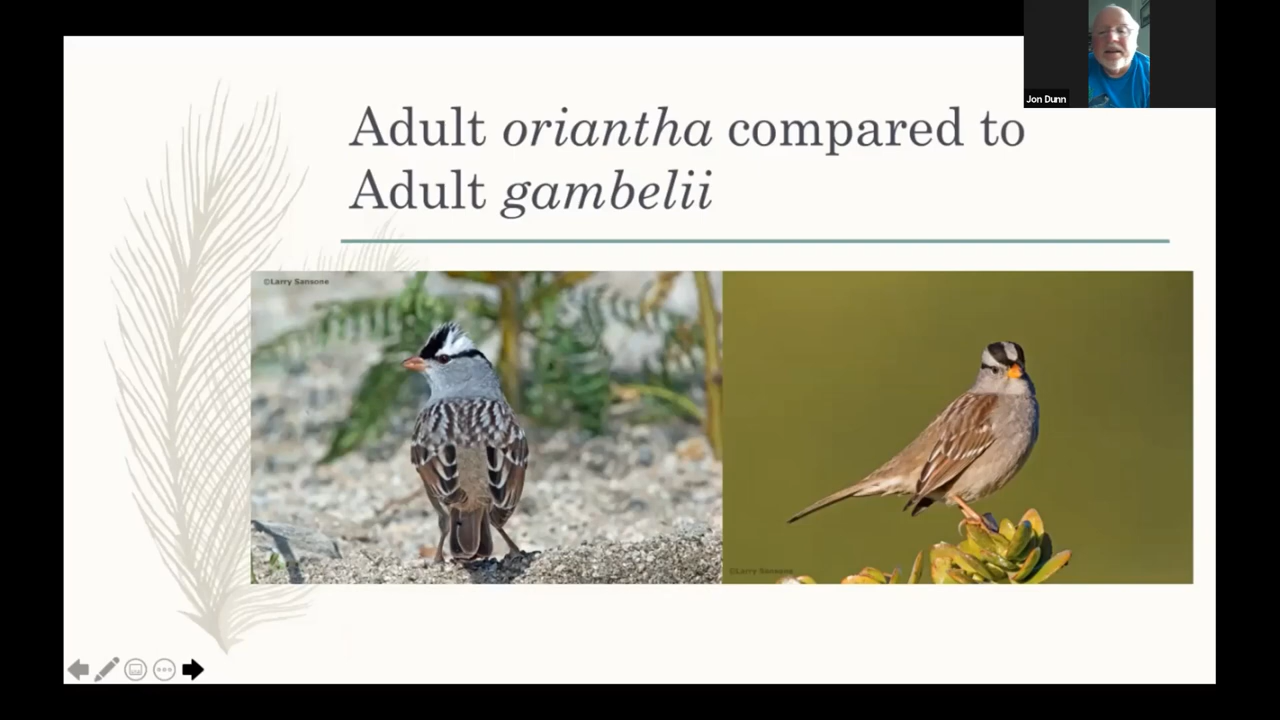 Jon Dunn
Adult oriantha compared to
Adult gambelii
©Larry Sansone
©Larry Sansone